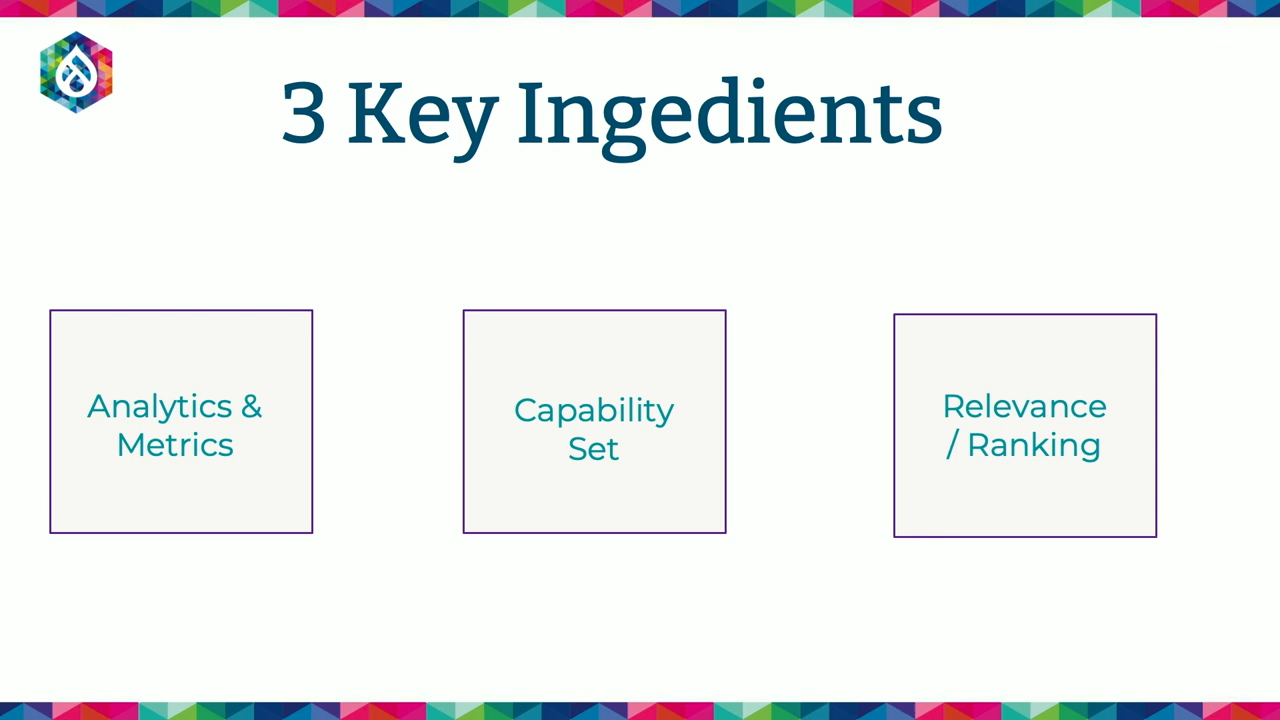 3 Key Ingedients
Analytics &
Metrics
Capability
Set
Relevance
/ Ranking